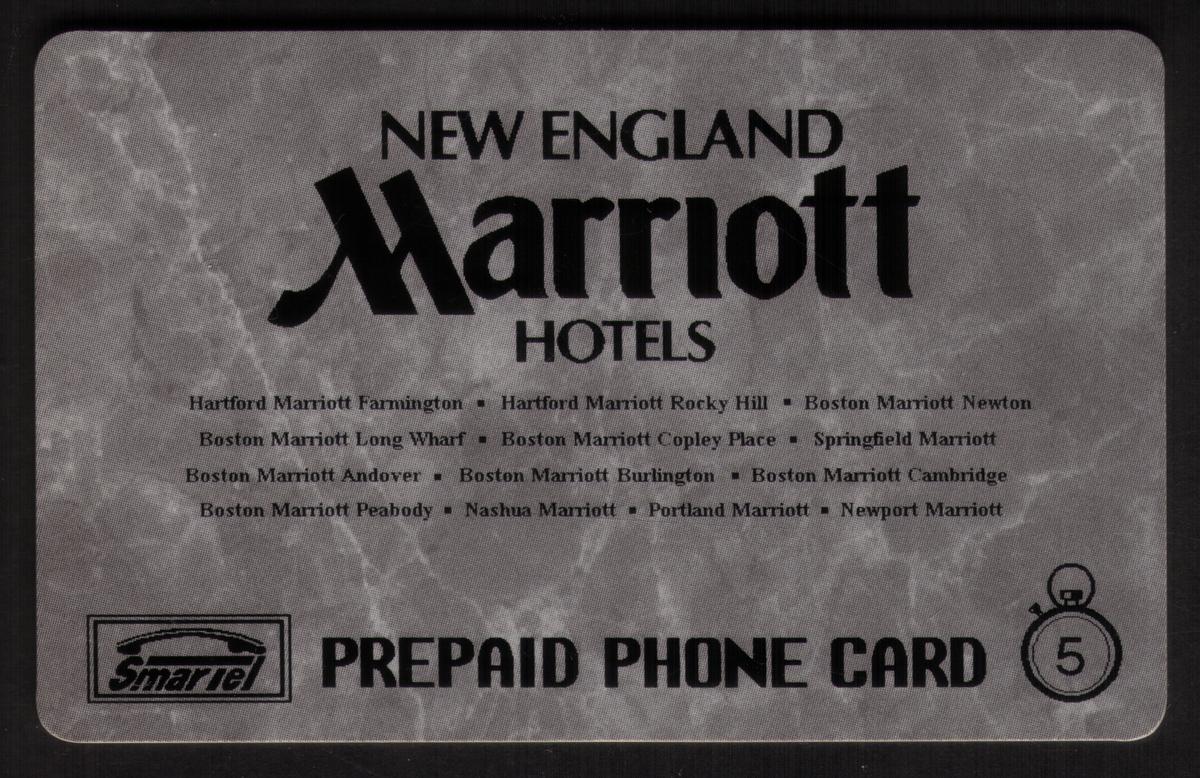 NEW ENGLAND
Marriott
HOTELS
Hartford Marriott Farmington ▪ Hartford Marriott Rocky Hill ▪ Boston Marriott Newton
Boston Marriott Long Wharf ▪ Boston Marriott Copley Place ▪ Springfield Marriott
Boston Marriott Andover ▪ Boston Marriott Burlington ▪ Boston Marriott Cambridge
Boston Marriott Peabody ▪ Nashua Marriott ▪ Portland Marriott ▪ Newport Marriott
SmarTel PREPAID PHONE CARD 5